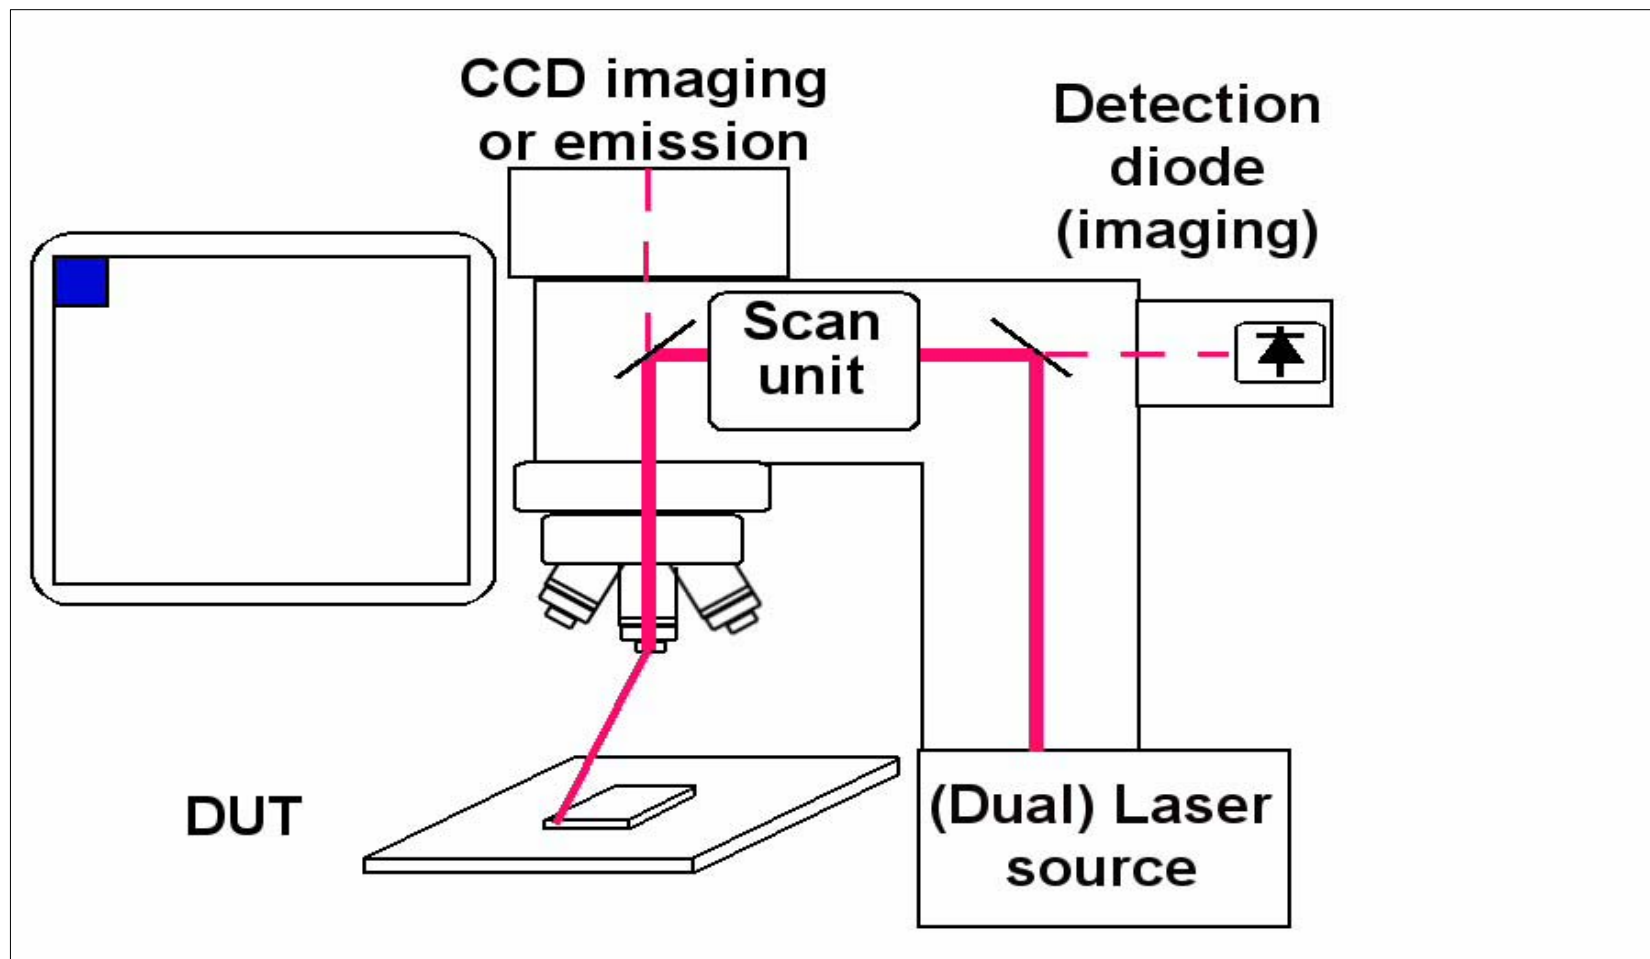 CCD imaging
or emission
Detection
diode
(imaging)
Scan
unit
DUT
(Dual) Laser
source